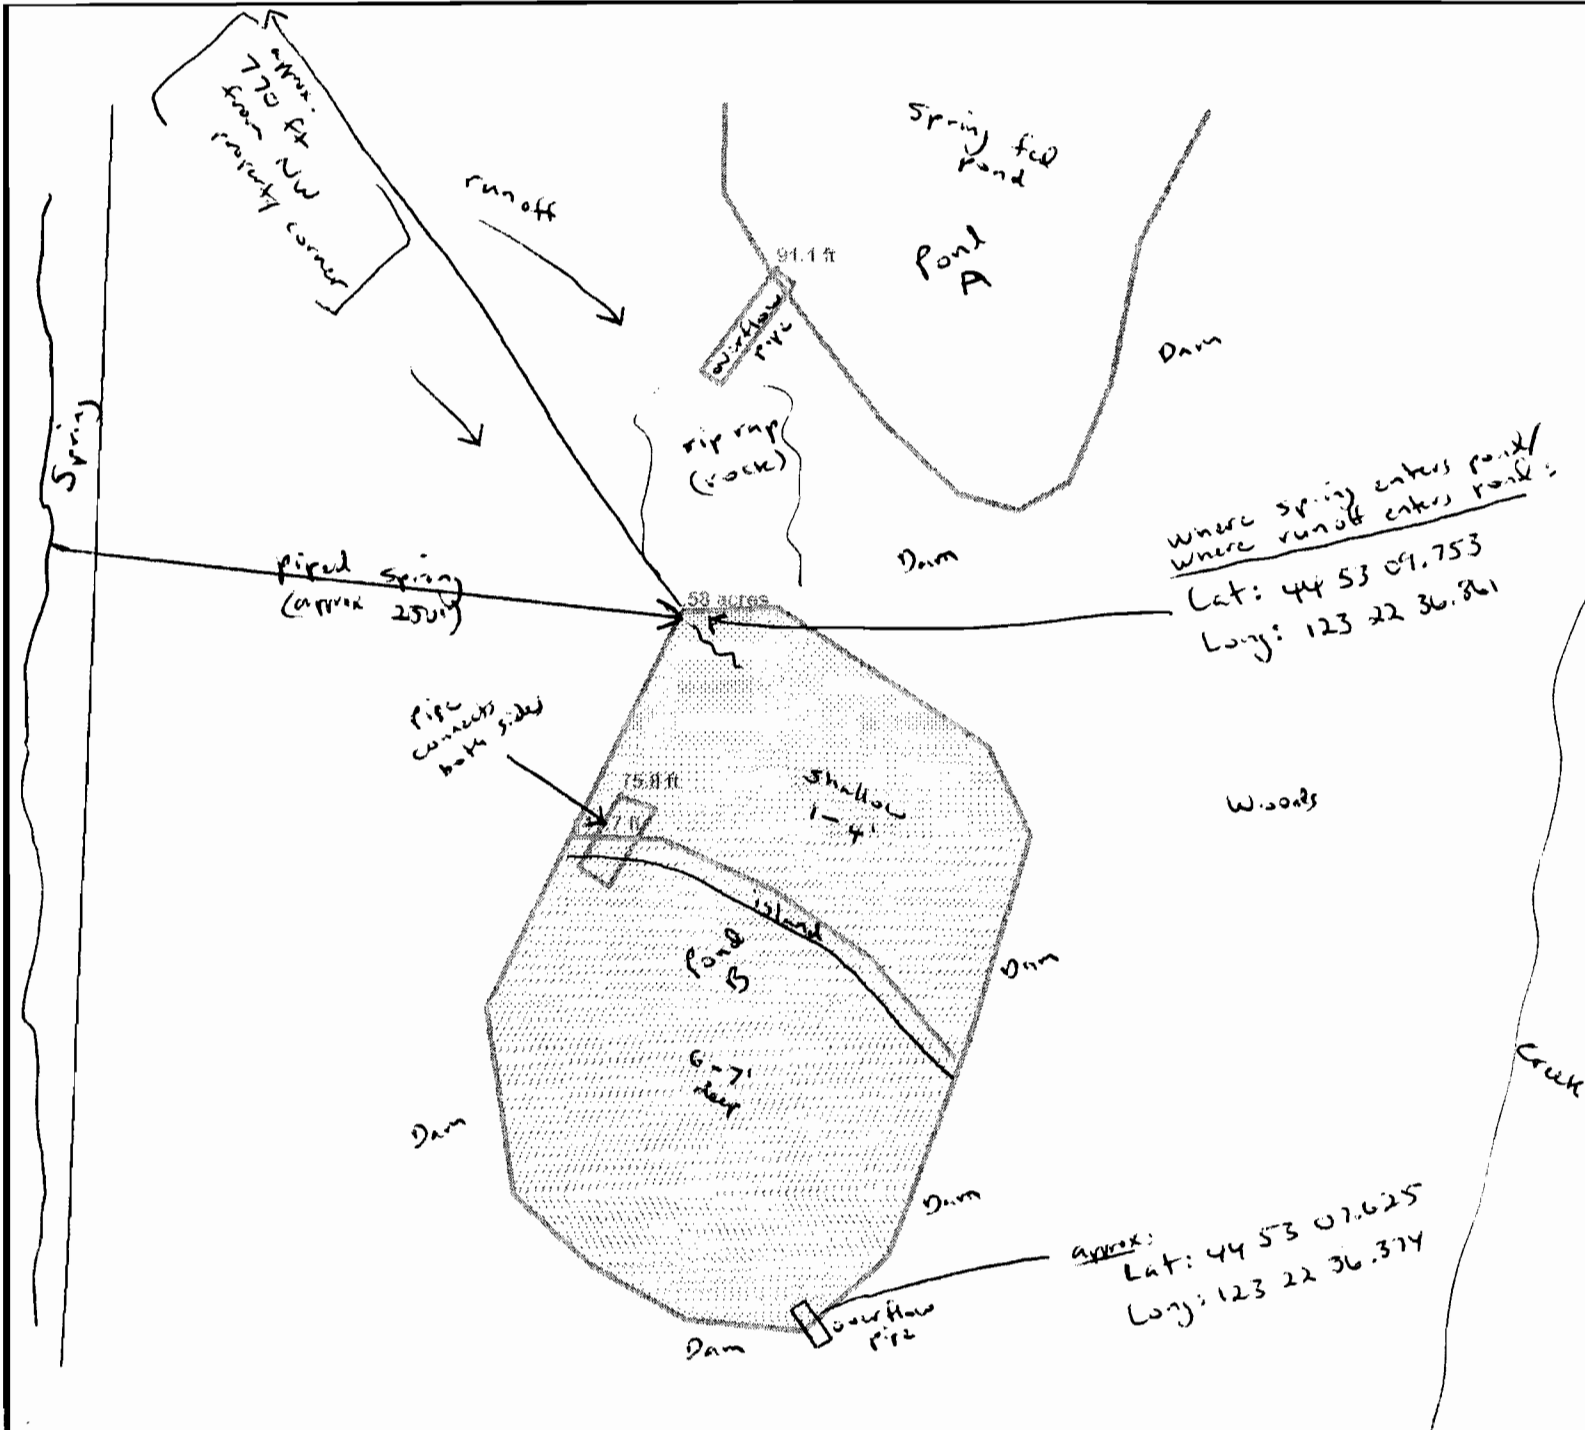 approx.
770 ft
from NW
property corner
runoff
Spring fed
pond
Pond
A
91.1 ft
overflow
pipe
Dam
Spring
rip rap
(rock)
Dam
where spring enters pond/
where runoff enters pond:
Lat: 44 53 09.753
Long: 123 22 36.361
piped spring
(approx 250')
.58 acres
pipe
connects
both sides
75.8 ft
shallow
1-4'
Woods
island
Pond
B
Dam
6-7'
deep
Creek
Dam
Dam
approx:
Lat: 44 53 07.625
Long: 123 22 36.374
overflow
pipe
Dam